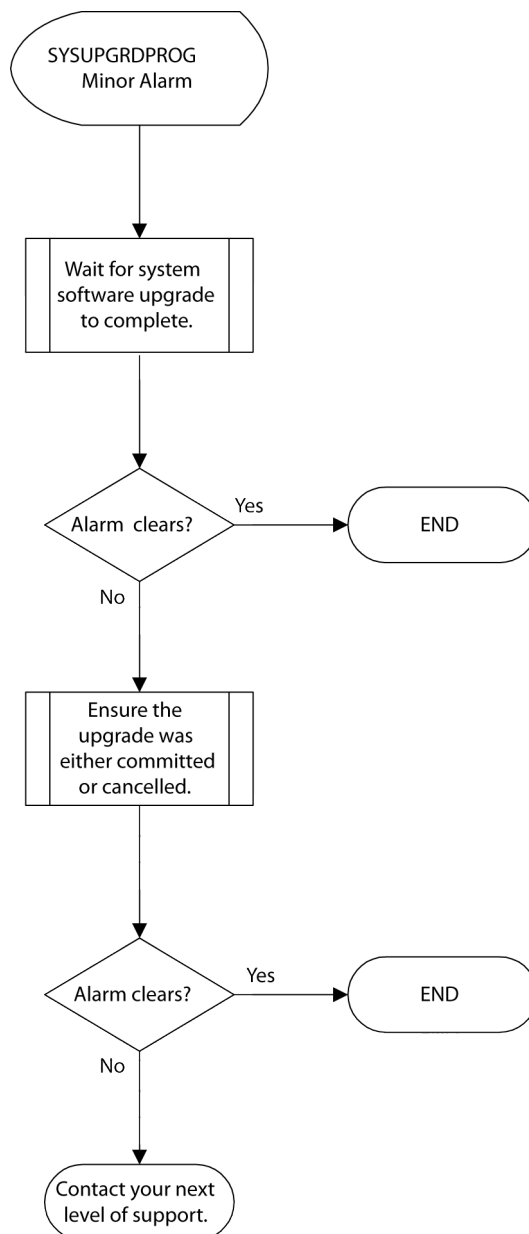 SYSUPGRDPROG
Minor Alarm
Wait for system
software upgrade
to complete.
Alarm clears?
Yes
END
No
Ensure the
upgrade was
either committed
or cancelled.
Alarm clears?
Yes
END
No
Contact your next
level of support.